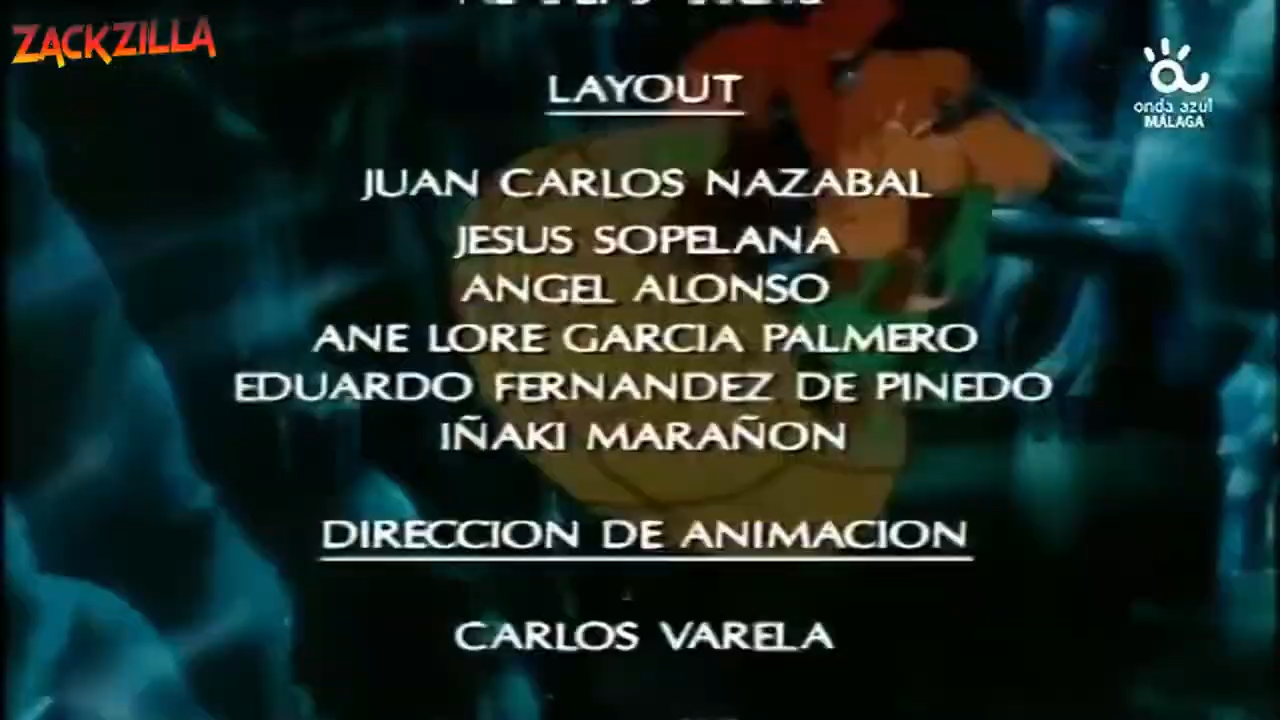 ZACKZILLA
onda azul
MÁLAGA
LAYOUT
JUAN CARLOS NAZABAL
JESUS SOPELANA
ANGEL ALONSO
ANE LORE GARCIA PALMERO
EDUARDO FERNANDEZ DE PINEDO
IÑAKI MARAÑON
DIRECCION DE ANIMACION
CARLOS VARELA